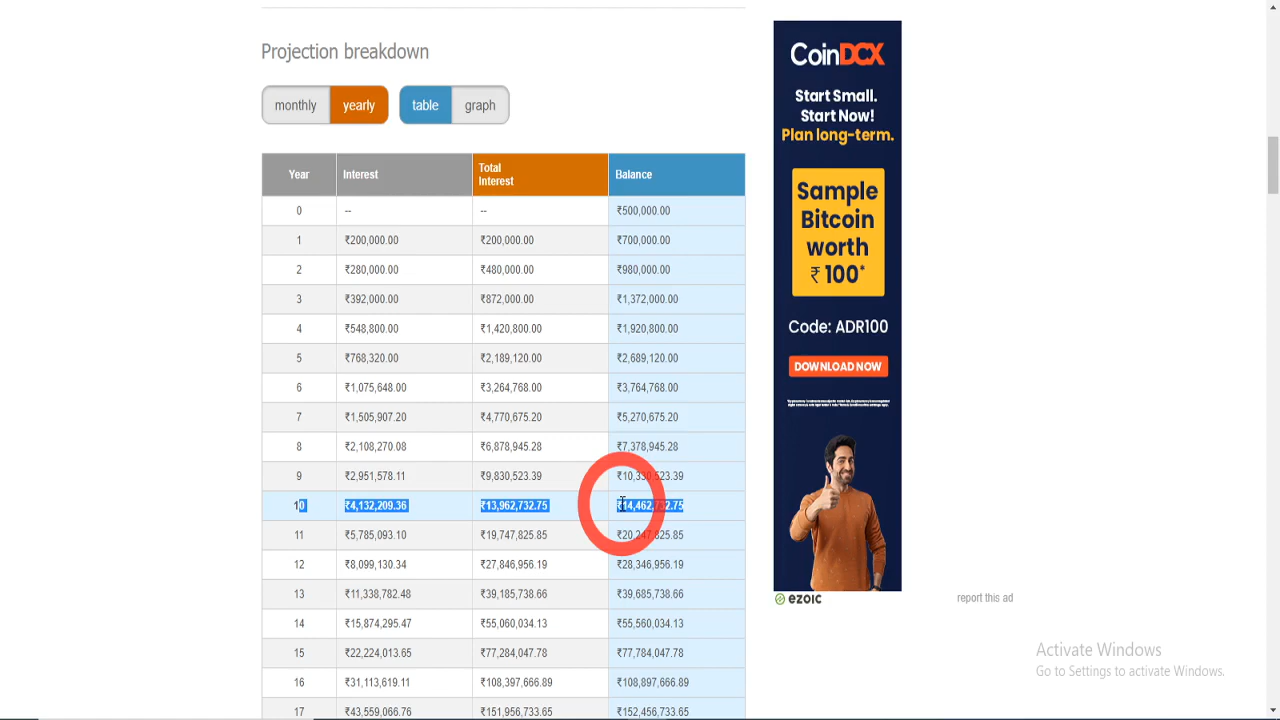 Projection breakdown
monthly yearly table graph
Year Interest Total Interest Balance
0 -- -- ₹500,000.00
1 ₹200,000.00 ₹200,000.00 ₹700,000.00
2 ₹280,000.00 ₹480,000.00 ₹980,000.00
3 ₹392,000.00 ₹872,000.00 ₹1,372,000.00
4 ₹548,800.00 ₹1,420,800.00 ₹1,920,800.00
5 ₹768,320.00 ₹2,189,120.00 ₹2,689,120.00
6 ₹1,075,648.00 ₹3,264,768.00 ₹3,764,768.00
7 ₹1,505,907.20 ₹4,770,675.20 ₹5,270,675.20
8 ₹2,108,270.08 ₹6,878,945.28 ₹7,378,945.28
9 ₹2,951,578.11 ₹9,830,523.39 ₹10,330,523.39
10 ₹4,132,209.36 ₹13,962,732.75 ₹14,462,732.75
11 ₹5,785,093.10 ₹19,747,825.85 ₹20,247,825.85
12 ₹8,099,130.34 ₹27,846,956.19 ₹28,346,956.19
13 ₹11,338,782.48 ₹39,185,738.66 ₹39,685,738.66
14 ₹15,874,295.47 ₹55,060,034.13 ₹55,560,034.13
15 ₹22,224,013.65 ₹77,284,047.78 ₹77,784,047.78
16 ₹31,113,619.11 ₹108,397,666.89 ₹108,897,666.89
17 ₹43,559,066.76 ₹151,956,733.65 ₹152,456,733.65
CoinDCX
Start Small.
Start Now!
Plan long-term.
Sample
Bitcoin
worth
₹ 100*
Code: ADR100
DOWNLOAD NOW
ezoic
report this ad
Activate Windows
Go to Settings to activate Windows.